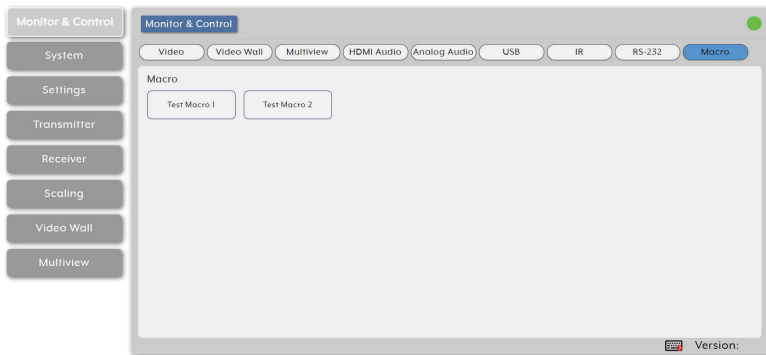 Monitor & Control
System
Settings
Transmitter
Receiver
Scaling
Video Wall
Multiview
Monitor & Control
Video Video Wall Multiview HDMI Audio Analog Audio USB IR RS-232 Macro
Macro
Test Macro 1 Test Macro 2
Version: